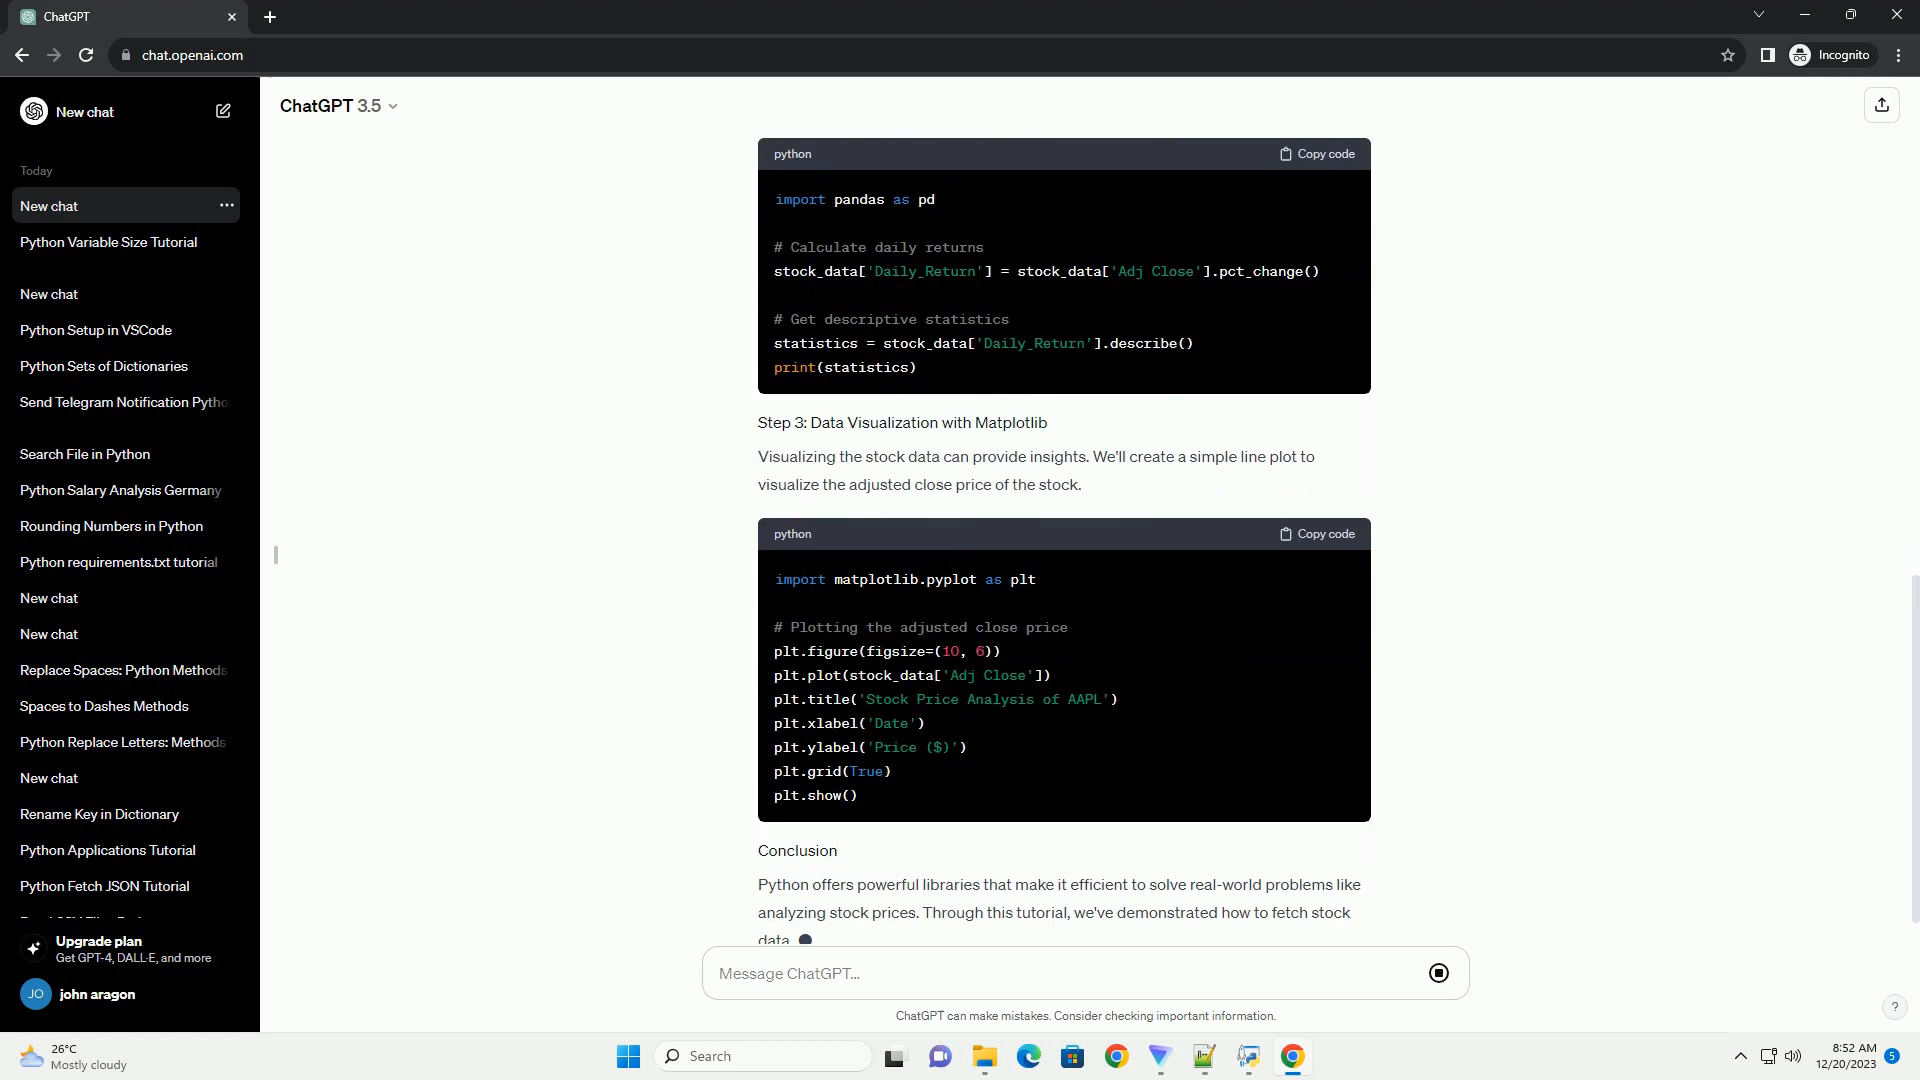 ChatGPT
chat.openai.com
Incognito
New chat
ChatGPT 3.5
Today
New chat
Python Variable Size Tutorial
New chat
Python Setup in VSCode
Python Sets of Dictionaries
Send Telegram Notification Pytho
Search File in Python
Python Salary Analysis Germany
Rounding Numbers in Python
Python requirements.txt tutorial
New chat
New chat
Replace Spaces: Python Methods
Spaces to Dashes Methods
Python Replace Letters: Methods
New chat
Rename Key in Dictionary
Python Applications Tutorial
Python Fetch JSON Tutorial
Upgrade plan
Get GPT-4, DALL·E, and more
JO john aragon
python Copy code
import pandas as pd
# Calculate daily returns
stock_data['Daily_Return'] = stock_data['Adj Close'].pct_change()
# Get descriptive statistics
statistics = stock_data['Daily_Return'].describe()
print(statistics)
Step 3: Data Visualization with Matplotlib
Visualizing the stock data can provide insights. We'll create a simple line plot to
visualize the adjusted close price of the stock.
python Copy code
import matplotlib.pyplot as plt
# Plotting the adjusted close price
plt.figure(figsize=(10, 6))
plt.plot(stock_data['Adj Close'])
plt.title('Stock Price Analysis of AAPL')
plt.xlabel('Date')
plt.ylabel('Price ($)')
plt.grid(True)
plt.show()
Conclusion
Python offers powerful libraries that make it efficient to solve real-world problems like
analyzing stock prices. Through this tutorial, we've demonstrated how to fetch stock
data
Message ChatGPT...
ChatGPT can make mistakes. Consider checking important information.
?
26°C
Mostly cloudy
Search
8:52 AM
12/20/2023
5